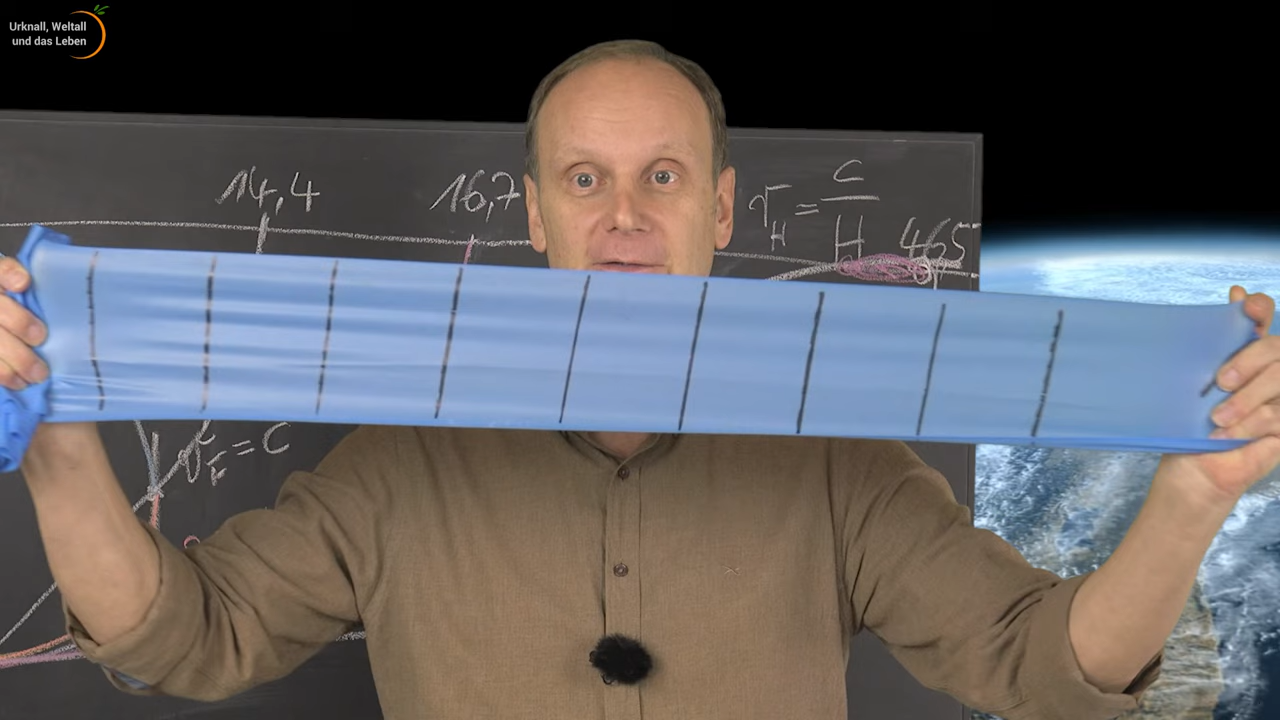 Urknall, Weltall
und das Leben
14,4
16,7
r_H = c/H
465
v_F = c